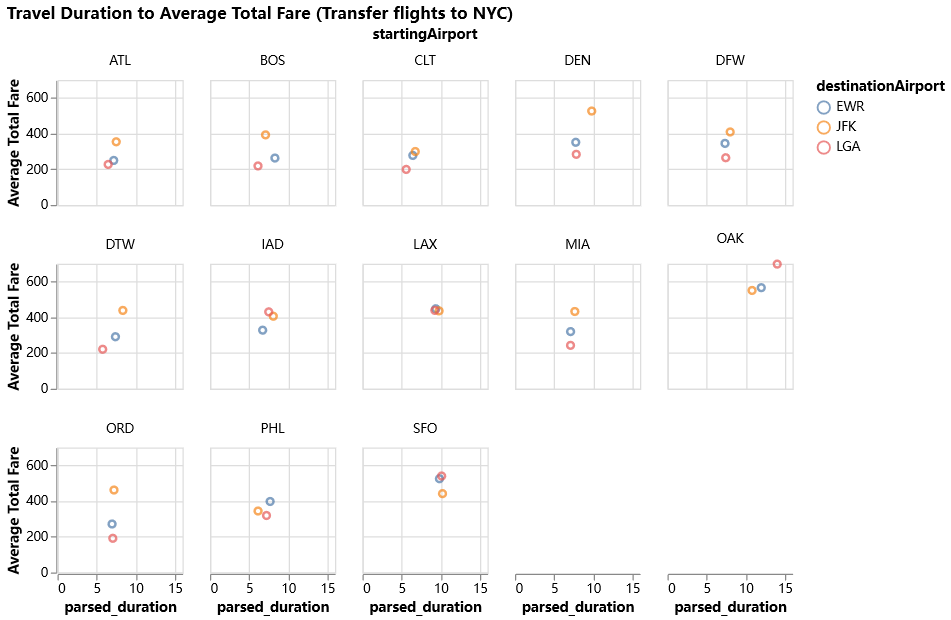 Travel Duration to Average Total Fare (Transfer flights to NYC)
startingAirport
ATL BOS CLT DEN DFW
destinationAirport
EWR
JFK
LGA
Average Total Fare
600
400
200
0
DTW IAD LAX MIA OAK
Average Total Fare
600
400
200
0
ORD PHL SFO
Average Total Fare
600
400
200
0
0 5 10 15 0 5 10 15 0 5 10 15 0 5 10 15 0 5 10 15
parsed_duration parsed_duration parsed_duration parsed_duration parsed_duration